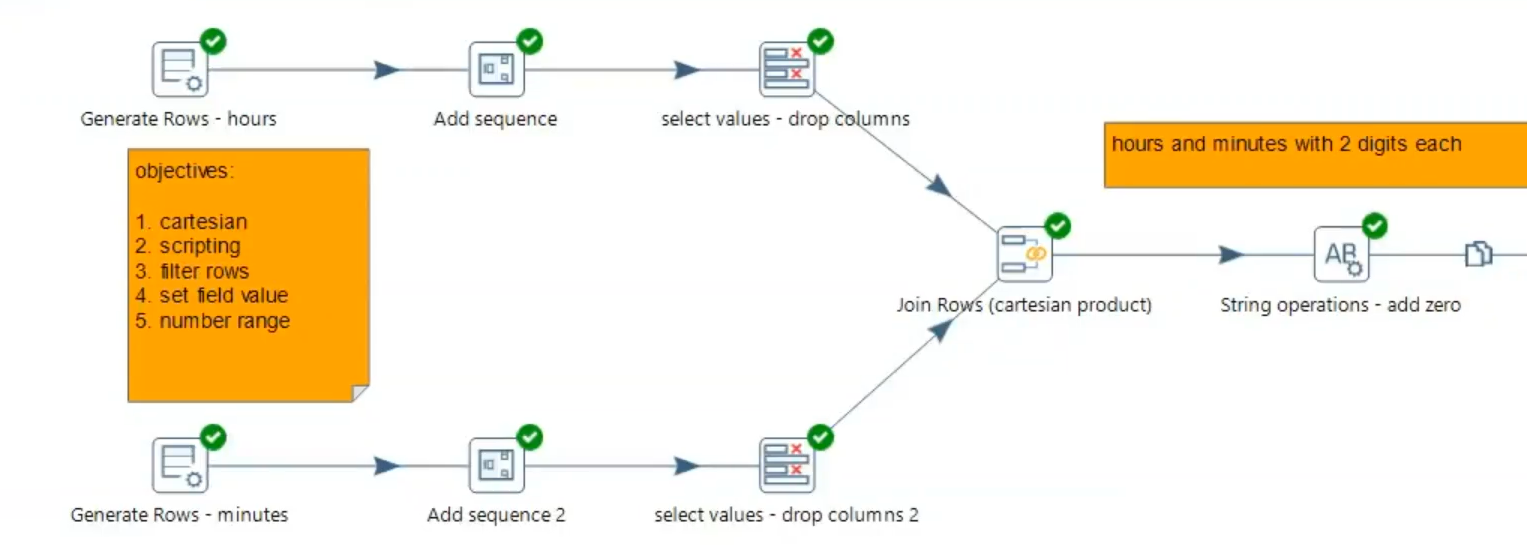 Generate Rows - hours
Add sequence
select values - drop columns
objectives:
1. cartesian
2. scripting
3. filter rows
4. set field value
5. number range
hours and minutes with 2 digits each
Join Rows (cartesian product)
AB
String operations - add zero
Generate Rows - minutes
Add sequence 2
select values - drop columns 2